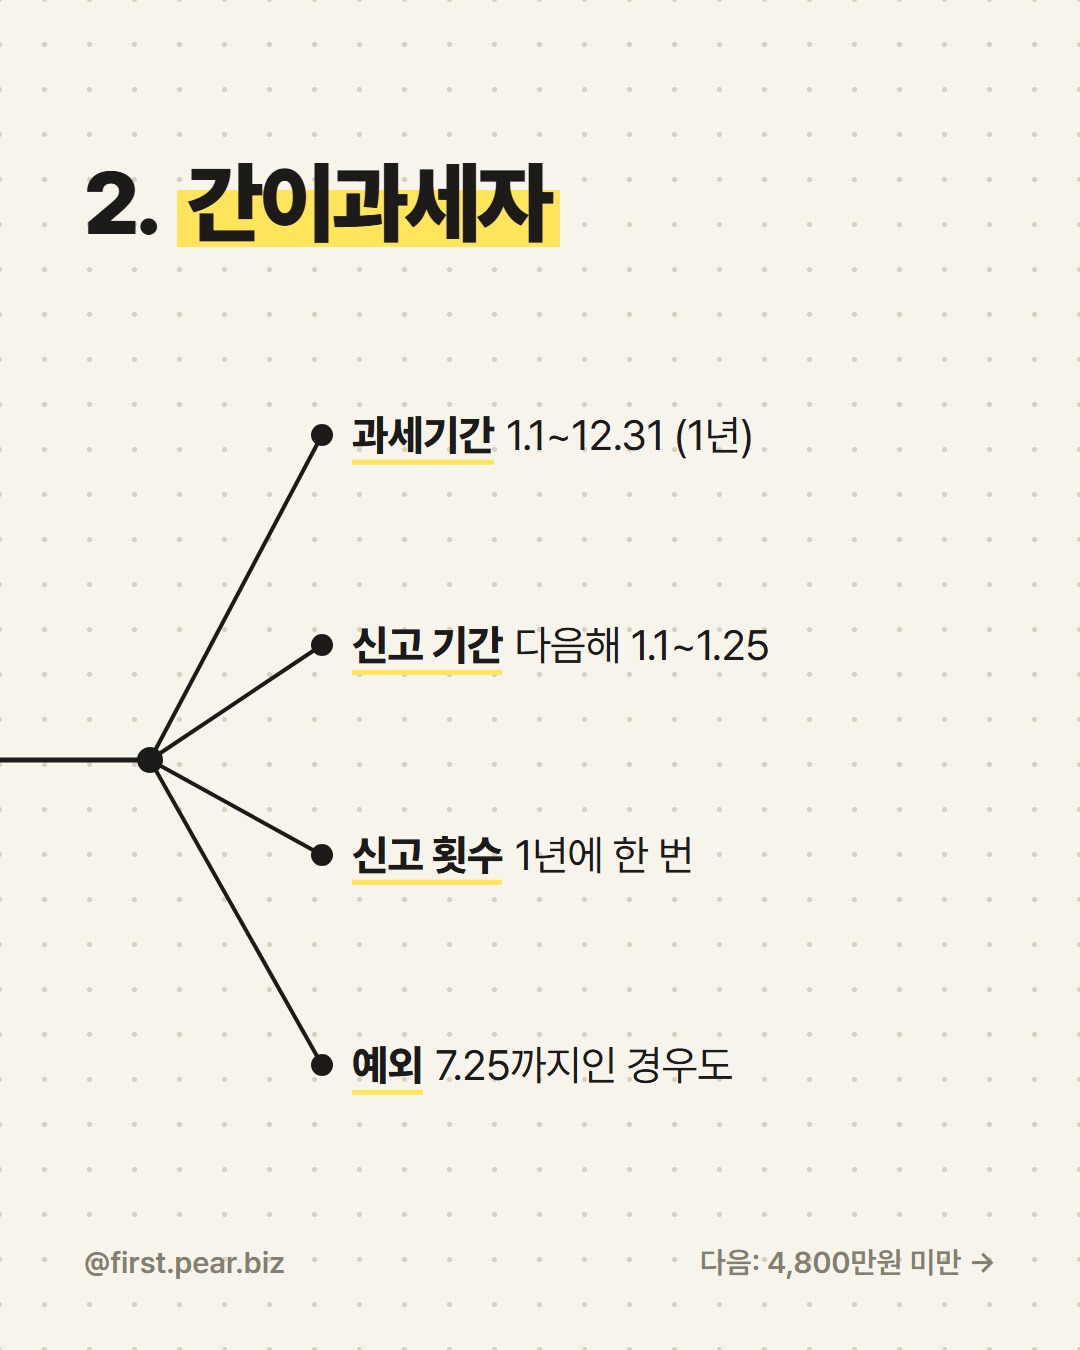 2. 간이과세자
과세기간 1.1~12.31 (1년)
신고 기간 다음해 1.1~1.25
신고 횟수 1년에 한 번
예외 7.25까지인 경우도
@first.pear.biz
다음: 4,800만원 미만 →